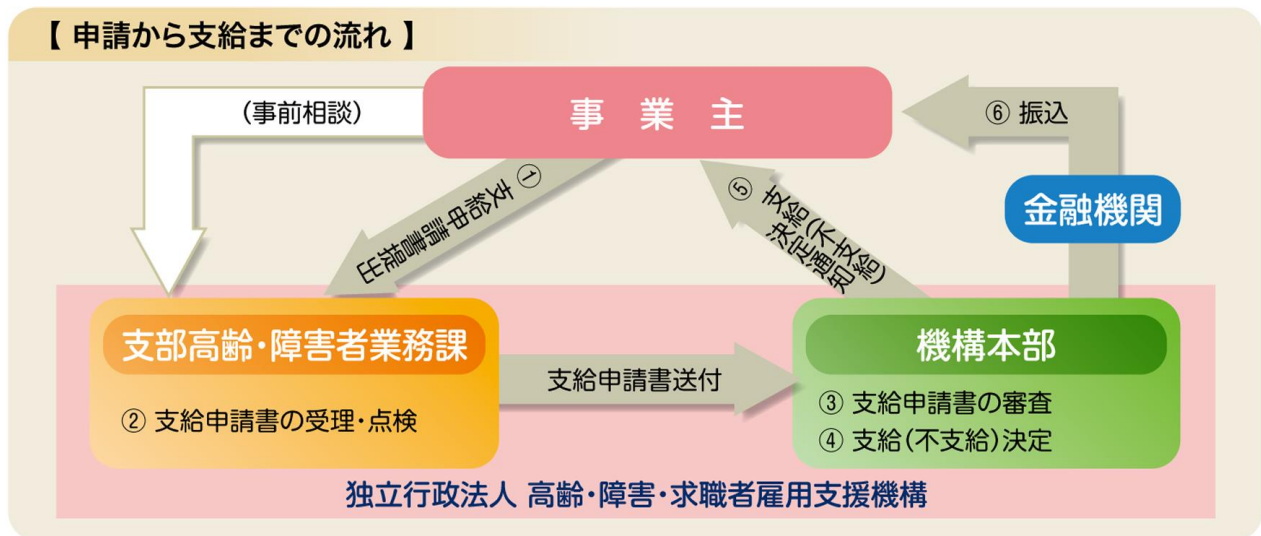 【 申請から支給までの流れ 】
(事前相談)
事 業 主
⑥ 振込
金融機関
① 支給申請書提出
⑤ 支給(不支給)
決定通知
支部高齢・障害者業務課
② 支給申請書の受理・点検
支給申請書送付
機構本部
③ 支給申請書の審査
④ 支給(不支給)決定
独立行政法人 高齢・障害・求職者雇用支援機構